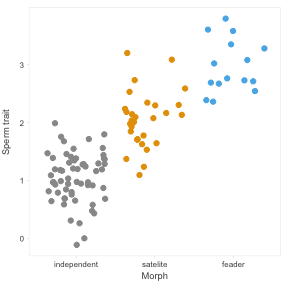 Sperm trait
3
2
1
0
independent
satelite
feader
Morph